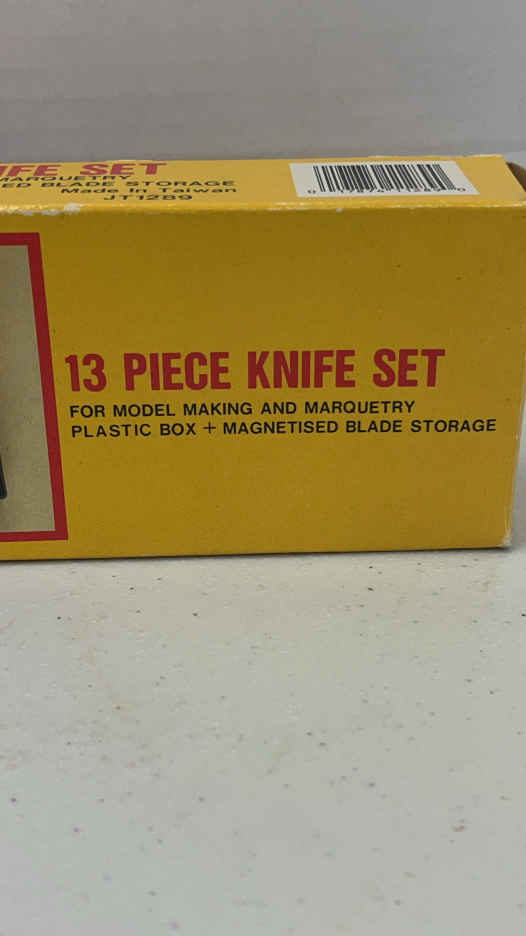 IFE SET
MARQUETRY
ED BLADE STORAGE
Made In Taiwan
JT1289
13 PIECE KNIFE SET
FOR MODEL MAKING AND MARQUETRY
PLASTIC BOX + MAGNETISED BLADE STORAGE